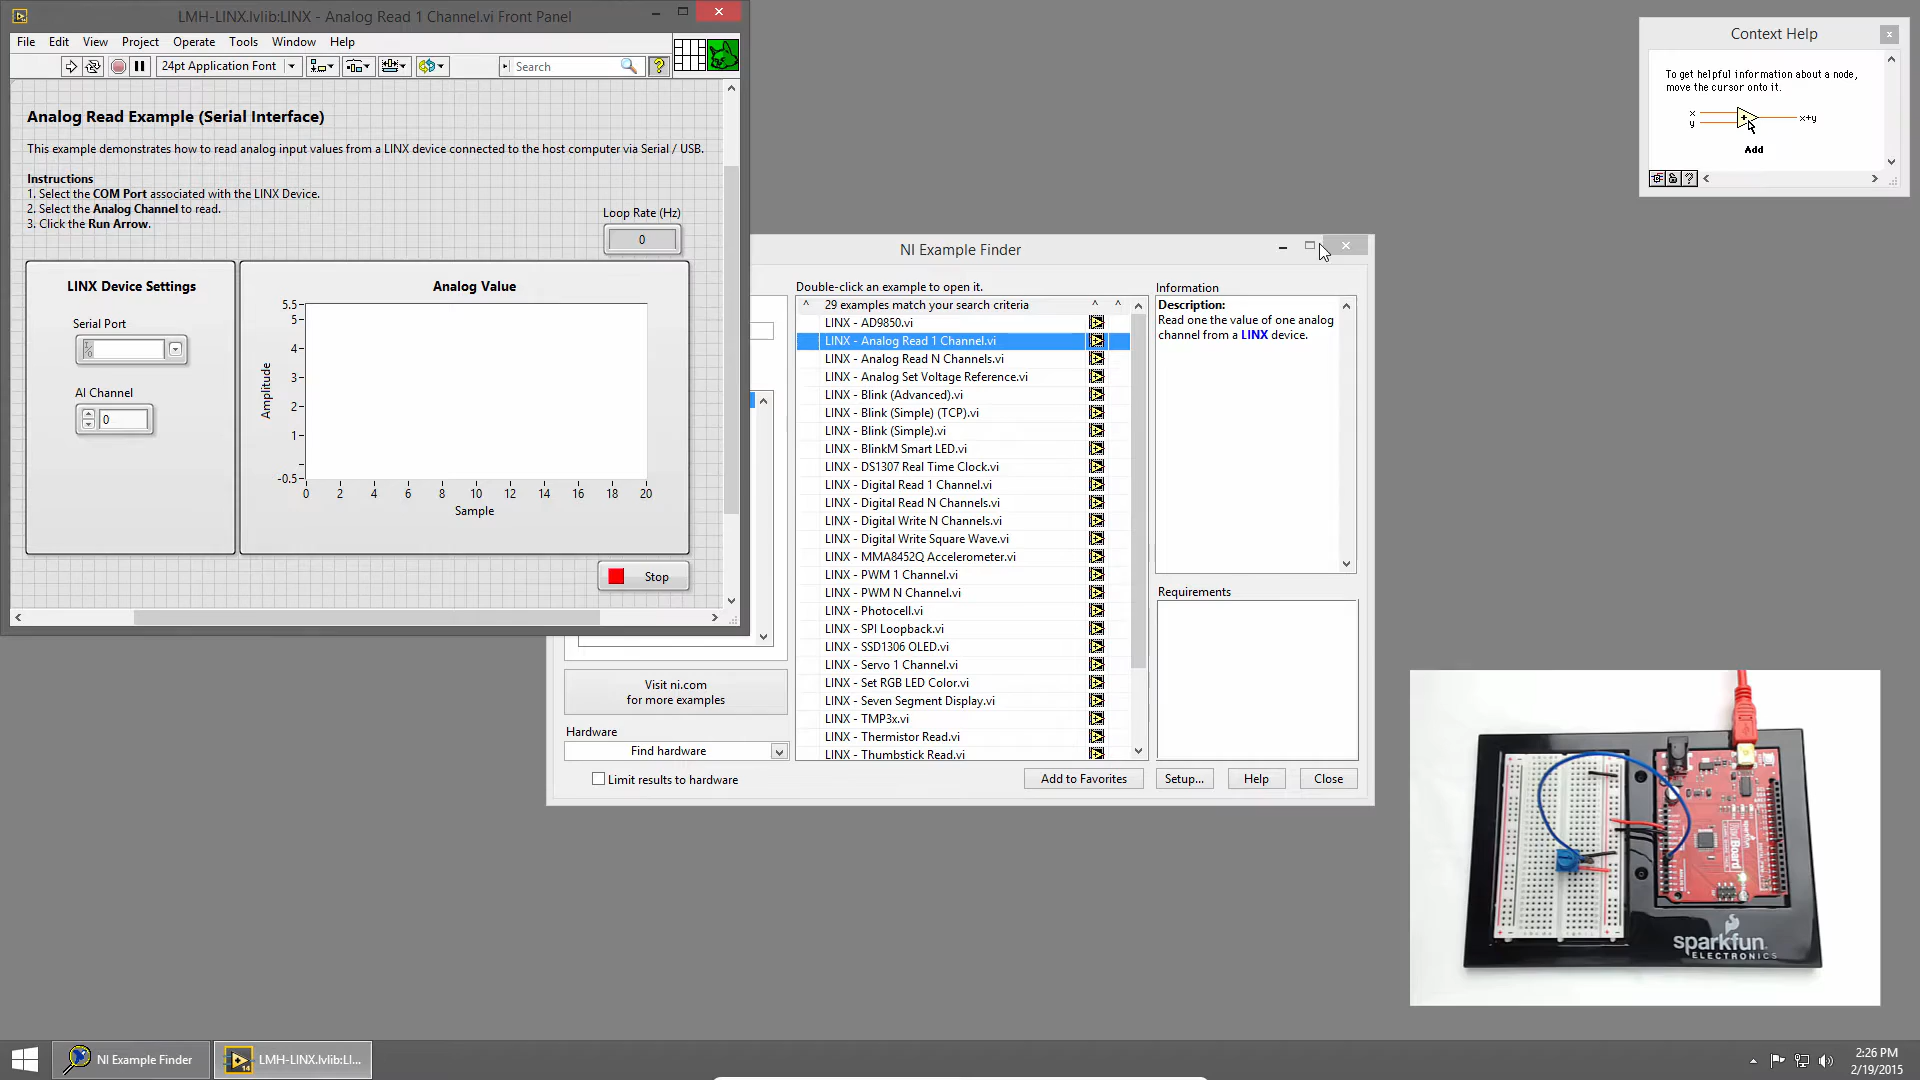 LMH-LINX.lvlib:LINX - Analog Read 1 Channel.vi Front Panel
File Edit View Project Operate Tools Window Help
24pt Application Font
Search
Analog Read Example (Serial Interface)
This example demonstrates how to read analog input values from a LINX device connected to the host computer via Serial / USB.
Instructions
1. Select the COM Port associated with the LINX Device.
2. Select the Analog Channel to read.
3. Click the Run Arrow.
Loop Rate (Hz)
0
LINX Device Settings
Serial Port
AI Channel
0
Analog Value
Amplitude
5.5
5
4
3
2
1
-0.5
0 2 4 6 8 10 12 14 16 18 20
Sample
Stop
NI Example Finder
Double-click an example to open it.
29 examples match your search criteria
LINX - AD9850.vi
LINX - Analog Read 1 Channel.vi
LINX - Analog Read N Channels.vi
LINX - Analog Set Voltage Reference.vi
LINX - Blink (Advanced).vi
LINX - Blink (Simple) (TCP).vi
LINX - Blink (Simple).vi
LINX - BlinkM Smart LED.vi
LINX - DS1307 Real Time Clock.vi
LINX - Digital Read 1 Channel.vi
LINX - Digital Read N Channels.vi
LINX - Digital Write N Channels.vi
LINX - Digital Write Square Wave.vi
LINX - MMA8452Q Accelerometer.vi
LINX - PWM 1 Channel.vi
LINX - PWM N Channel.vi
LINX - Photocell.vi
LINX - SPI Loopback.vi
LINX - SSD1306 OLED.vi
LINX - Servo 1 Channel.vi
LINX - Set RGB LED Color.vi
LINX - Seven Segment Display.vi
LINX - TMP3x.vi
LINX - Thermistor Read.vi
LINX - Thumbstick Read.vi
Information
Description:
Read one the value of one analog
channel from a LINX device.
Requirements
Visit ni.com
for more examples
Hardware
Find hardware
Limit results to hardware
Add to Favorites
Setup...
Help
Close
Context Help
To get helpful information about a node,
move the cursor onto it.
x
y
x+y
Add
sparkfun
ELECTRONICS
NI Example Finder
LMH-LINX.lvlib:LI...
2:26 PM
2/19/2015